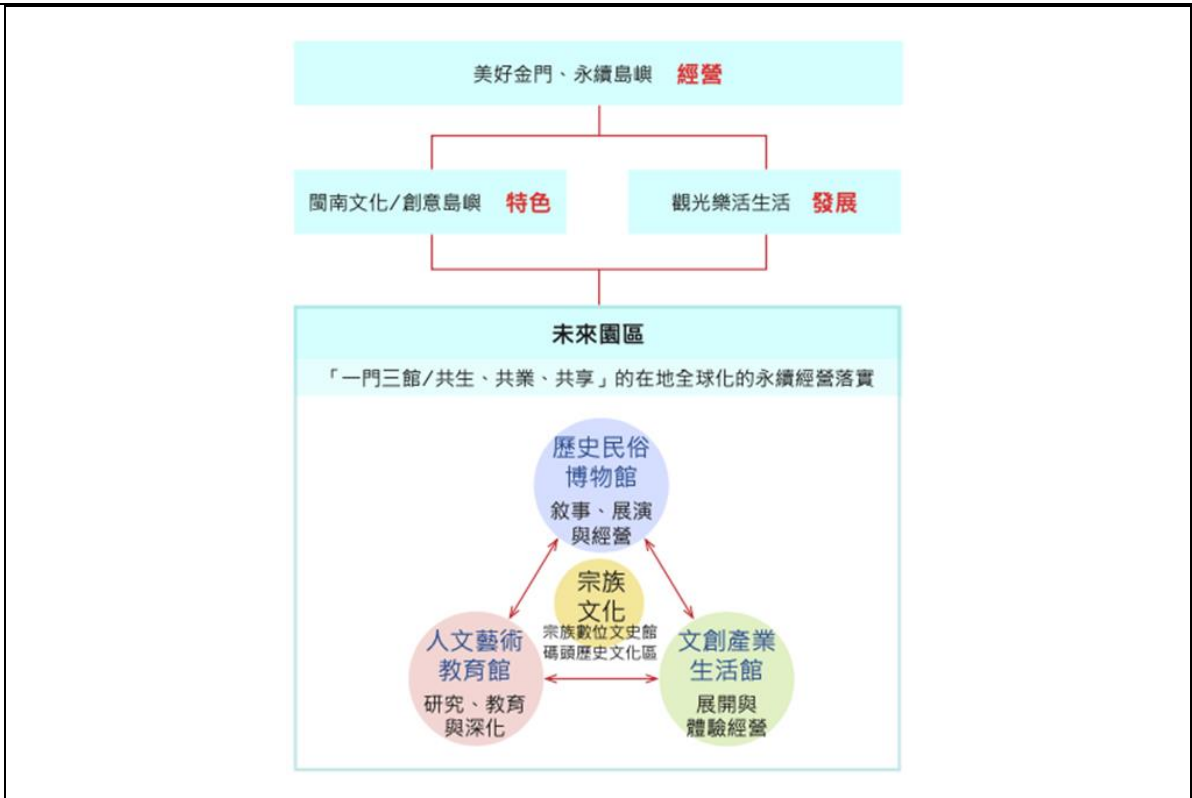 美好金門、永續島嶼 經營
閩南文化/創意島嶼 特色
觀光樂活生活 發展
未來園區
「一門三館/共生、共業、共享」的在地全球化的永續經營落實
歷史民俗
博物館
敘事、展演
與經營
宗族
文化
宗族數位文史館
碼頭歷史文化區
人文藝術
教育館
研究、教育
與深化
文創產業
生活館
展開與
體驗經營